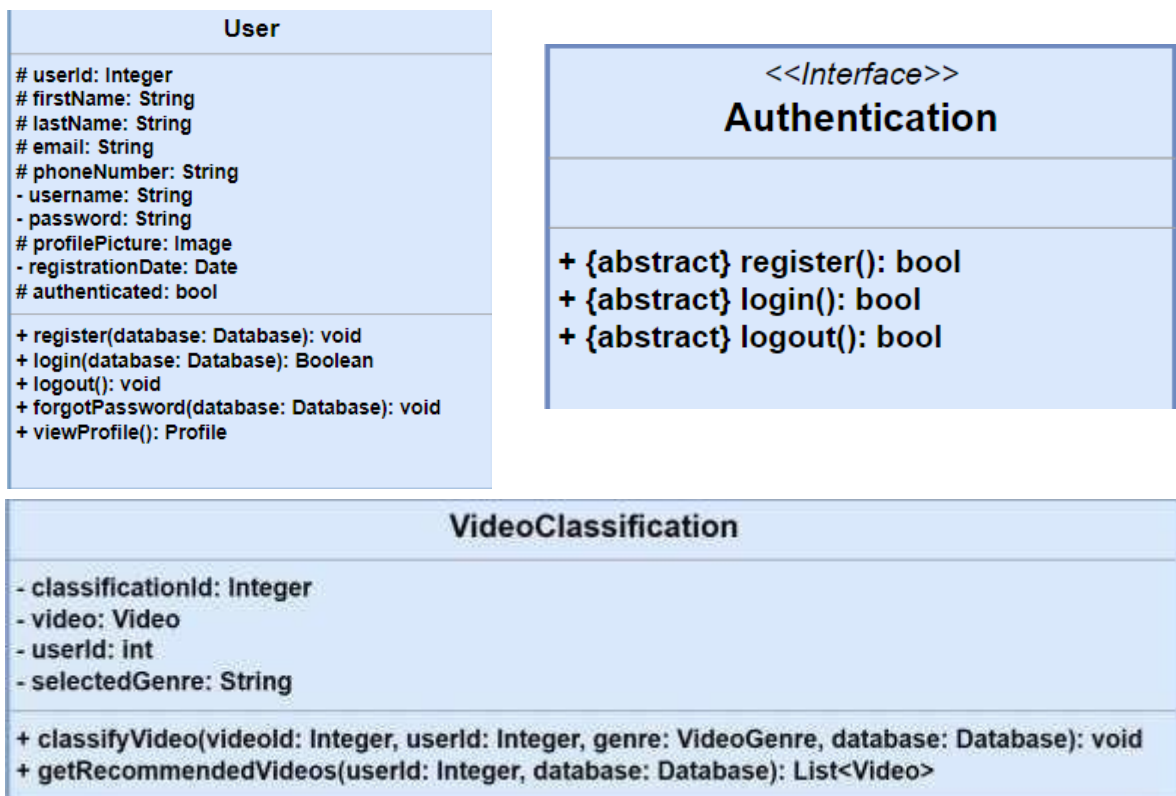 User
# userId: Integer
# firstName: String
# lastName: String
# email: String
# phoneNumber: String
- username: String
- password: String
# profilePicture: Image
- registrationDate: Date
# authenticated: bool
+ register(database: Database): void
+ login(database: Database): Boolean
+ logout(): void
+ forgotPassword(database: Database): void
+ viewProfile(): Profile
<<Interface>>
Authentication
+ {abstract} register(): bool
+ {abstract} login(): bool
+ {abstract} logout(): bool
VideoClassification
- classificationId: Integer
- video: Video
- userId: int
- selectedGenre: String
+ classifyVideo(videoId: Integer, userId: Integer, genre: VideoGenre, database: Database): void
+ getRecommendedVideos(userId: Integer, database: Database): List<Video>